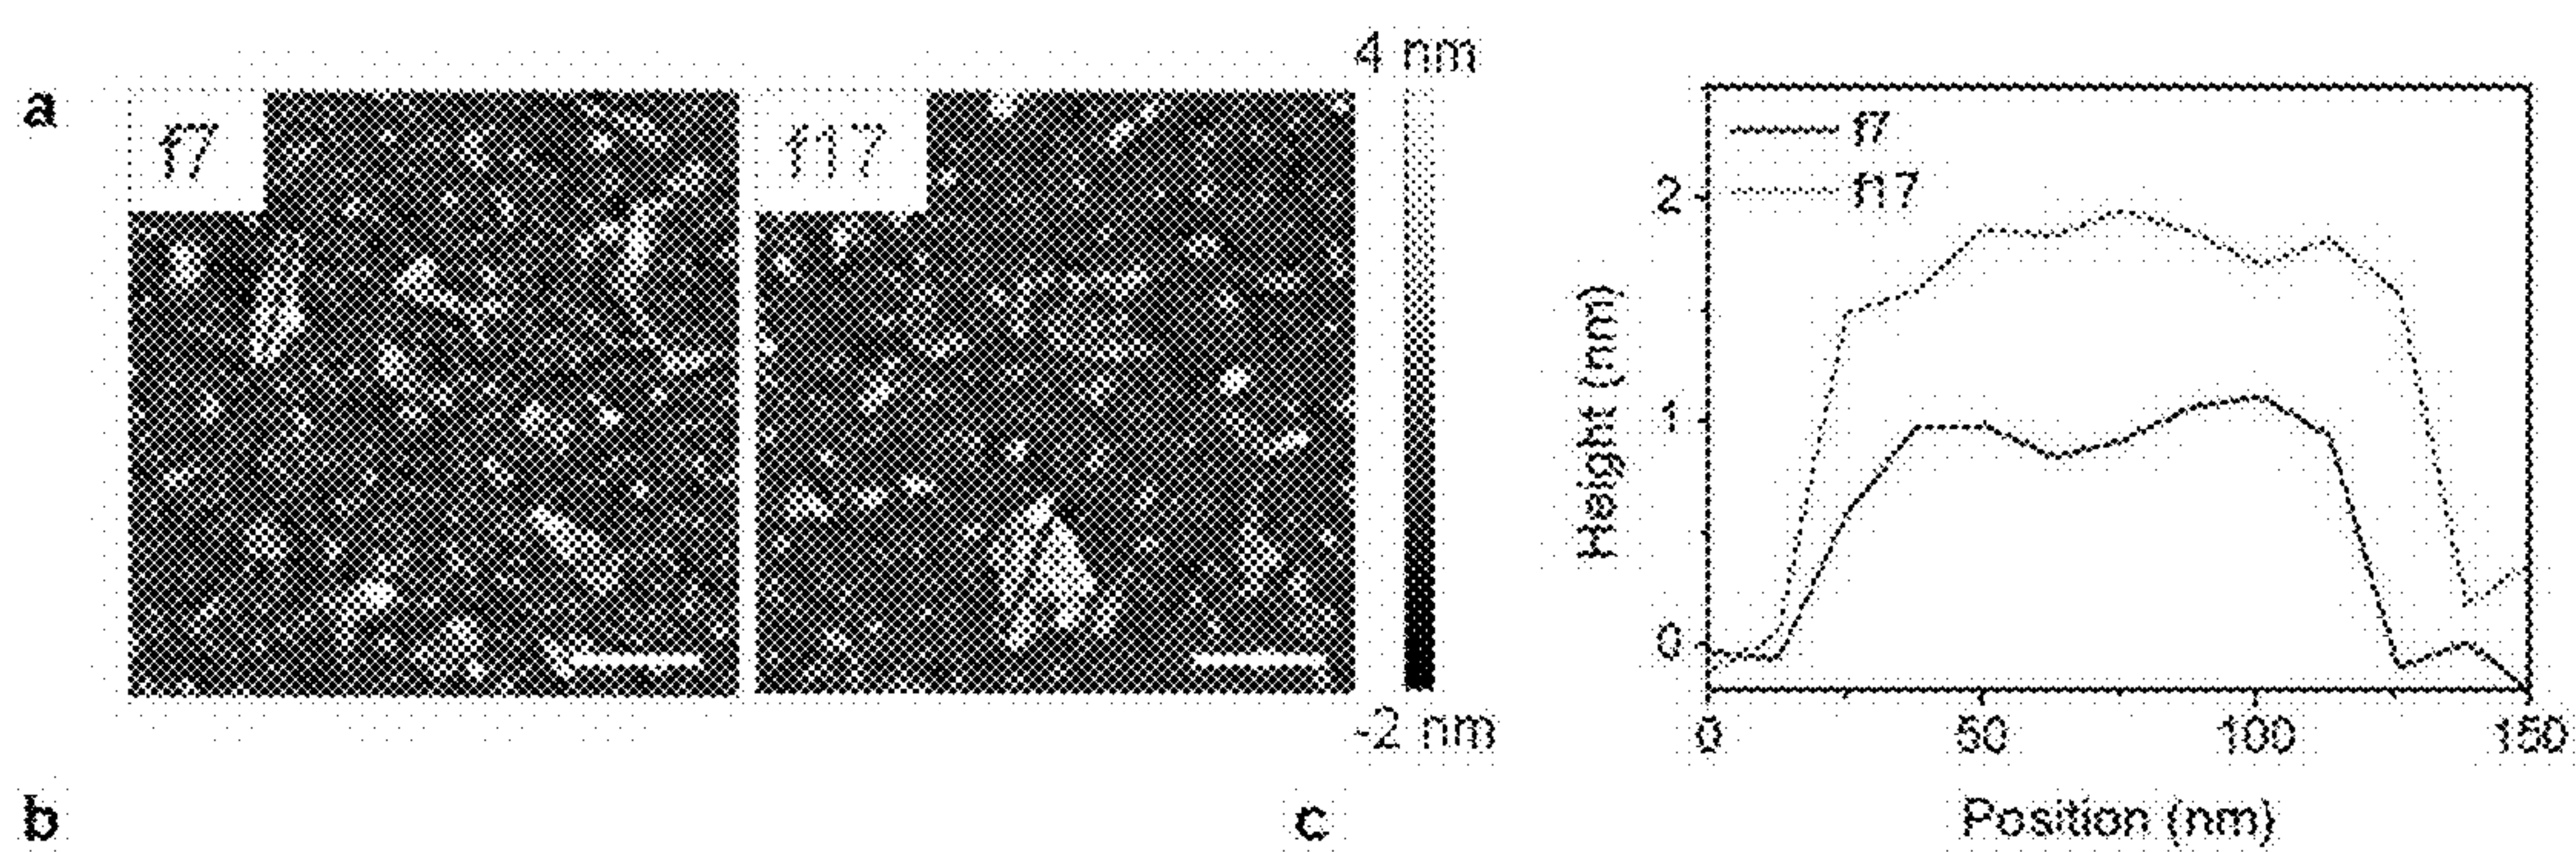 a
f7
f17
4 nm
-2 nm
f7
f17
2
1
0
Height (nm)
0
50
100
150
Position (nm)
b
c